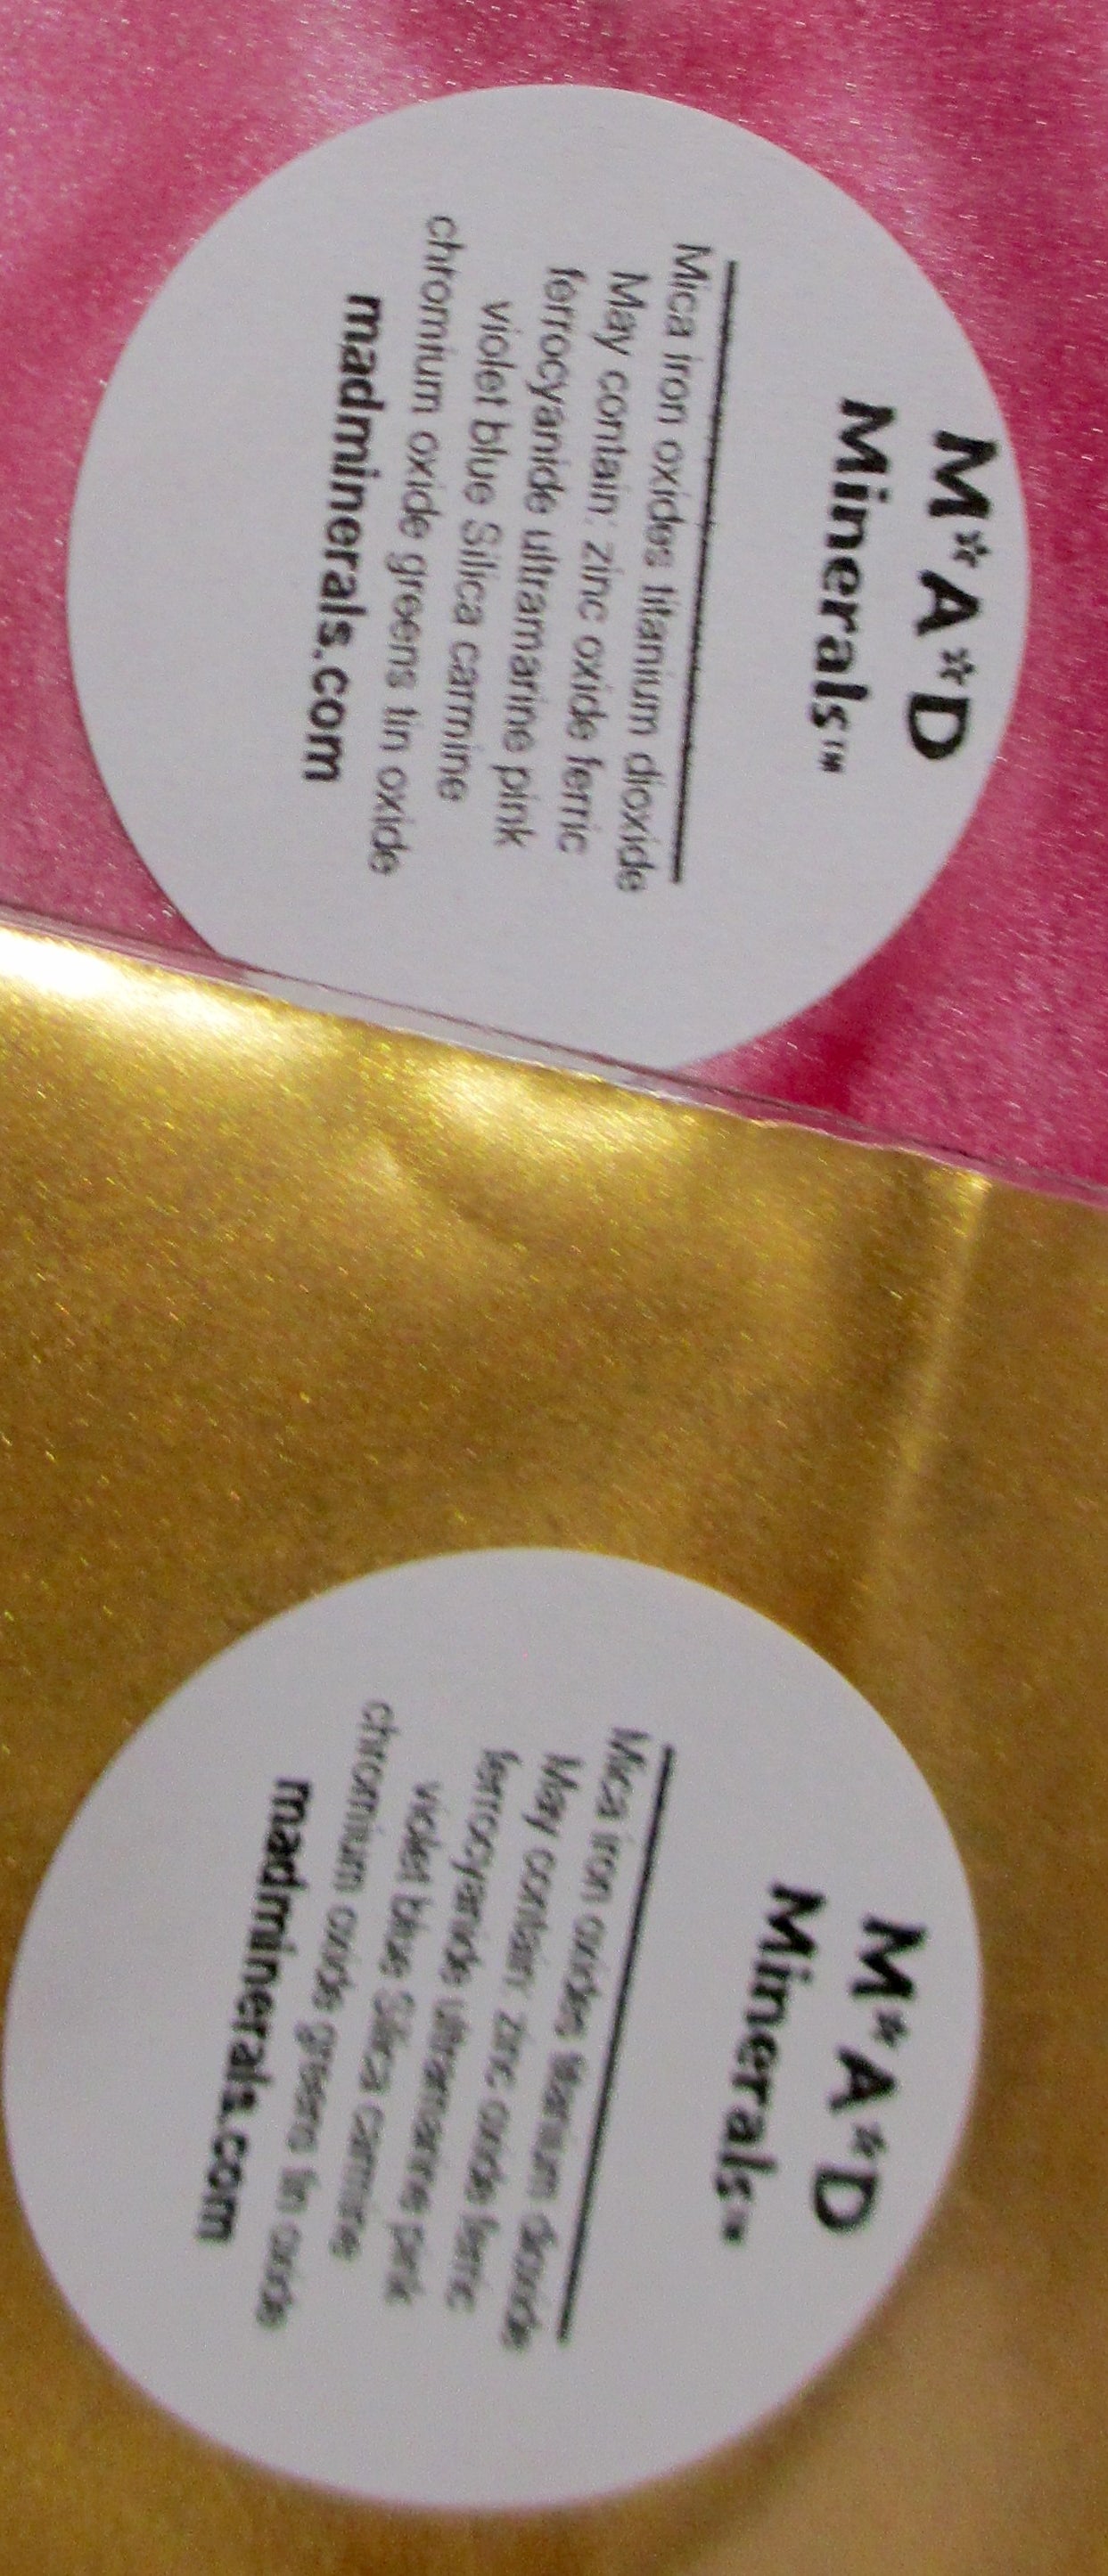 M*A*D
Minerals™
Mica iron oxides titanium dioxide
May contain: zinc oxide ferric
ferrocyanide ultramarine pink
violet blue Silica carmine
chromium oxide greens tin oxide
madminerals.com
M*A*D
Minerals™
Mica iron oxides titanium dioxide
May contain: zinc oxide ferric
ferrocyanide ultramarine pink
violet blue Silica carmine
chromium oxide greens tin oxide
madminerals.com